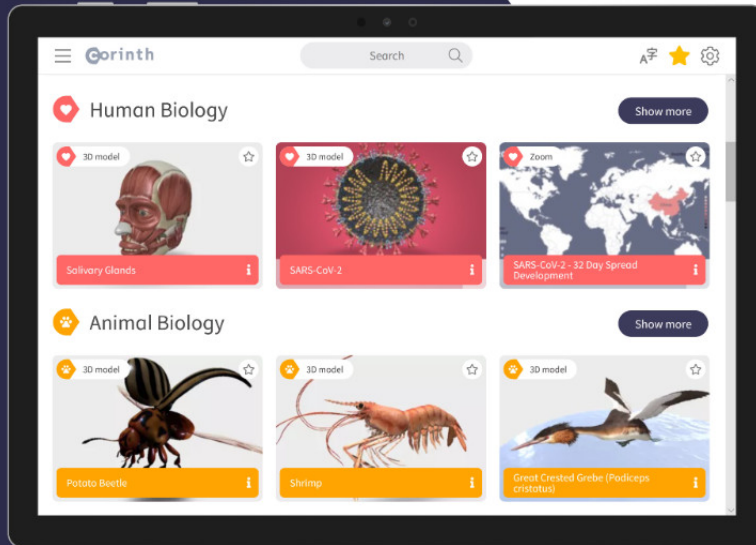 Corinth
Search
A字
Human Biology
Show more
3D model
3D model
Zoom
Salivary Glands
i
SARS-CoV-2
i
SARS-CoV-2 - 32 Day Spread
Development
i
Animal Biology
Show more
3D model
3D model
3D model
Potato Beetle
i
Shrimp
i
Great Crested Grebe (Podiceps
cristatus)
i